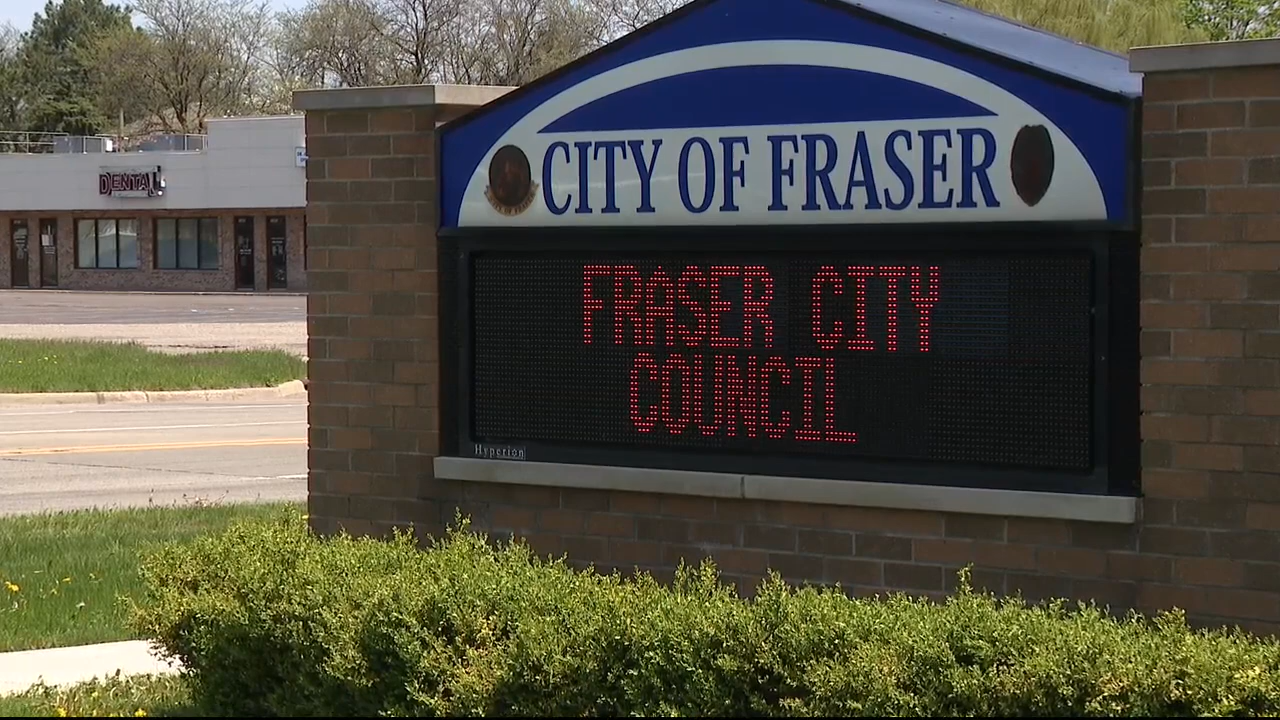 DENTAL
CITY OF FRASER
FRASER CITY
COUNCIL
Hyperion